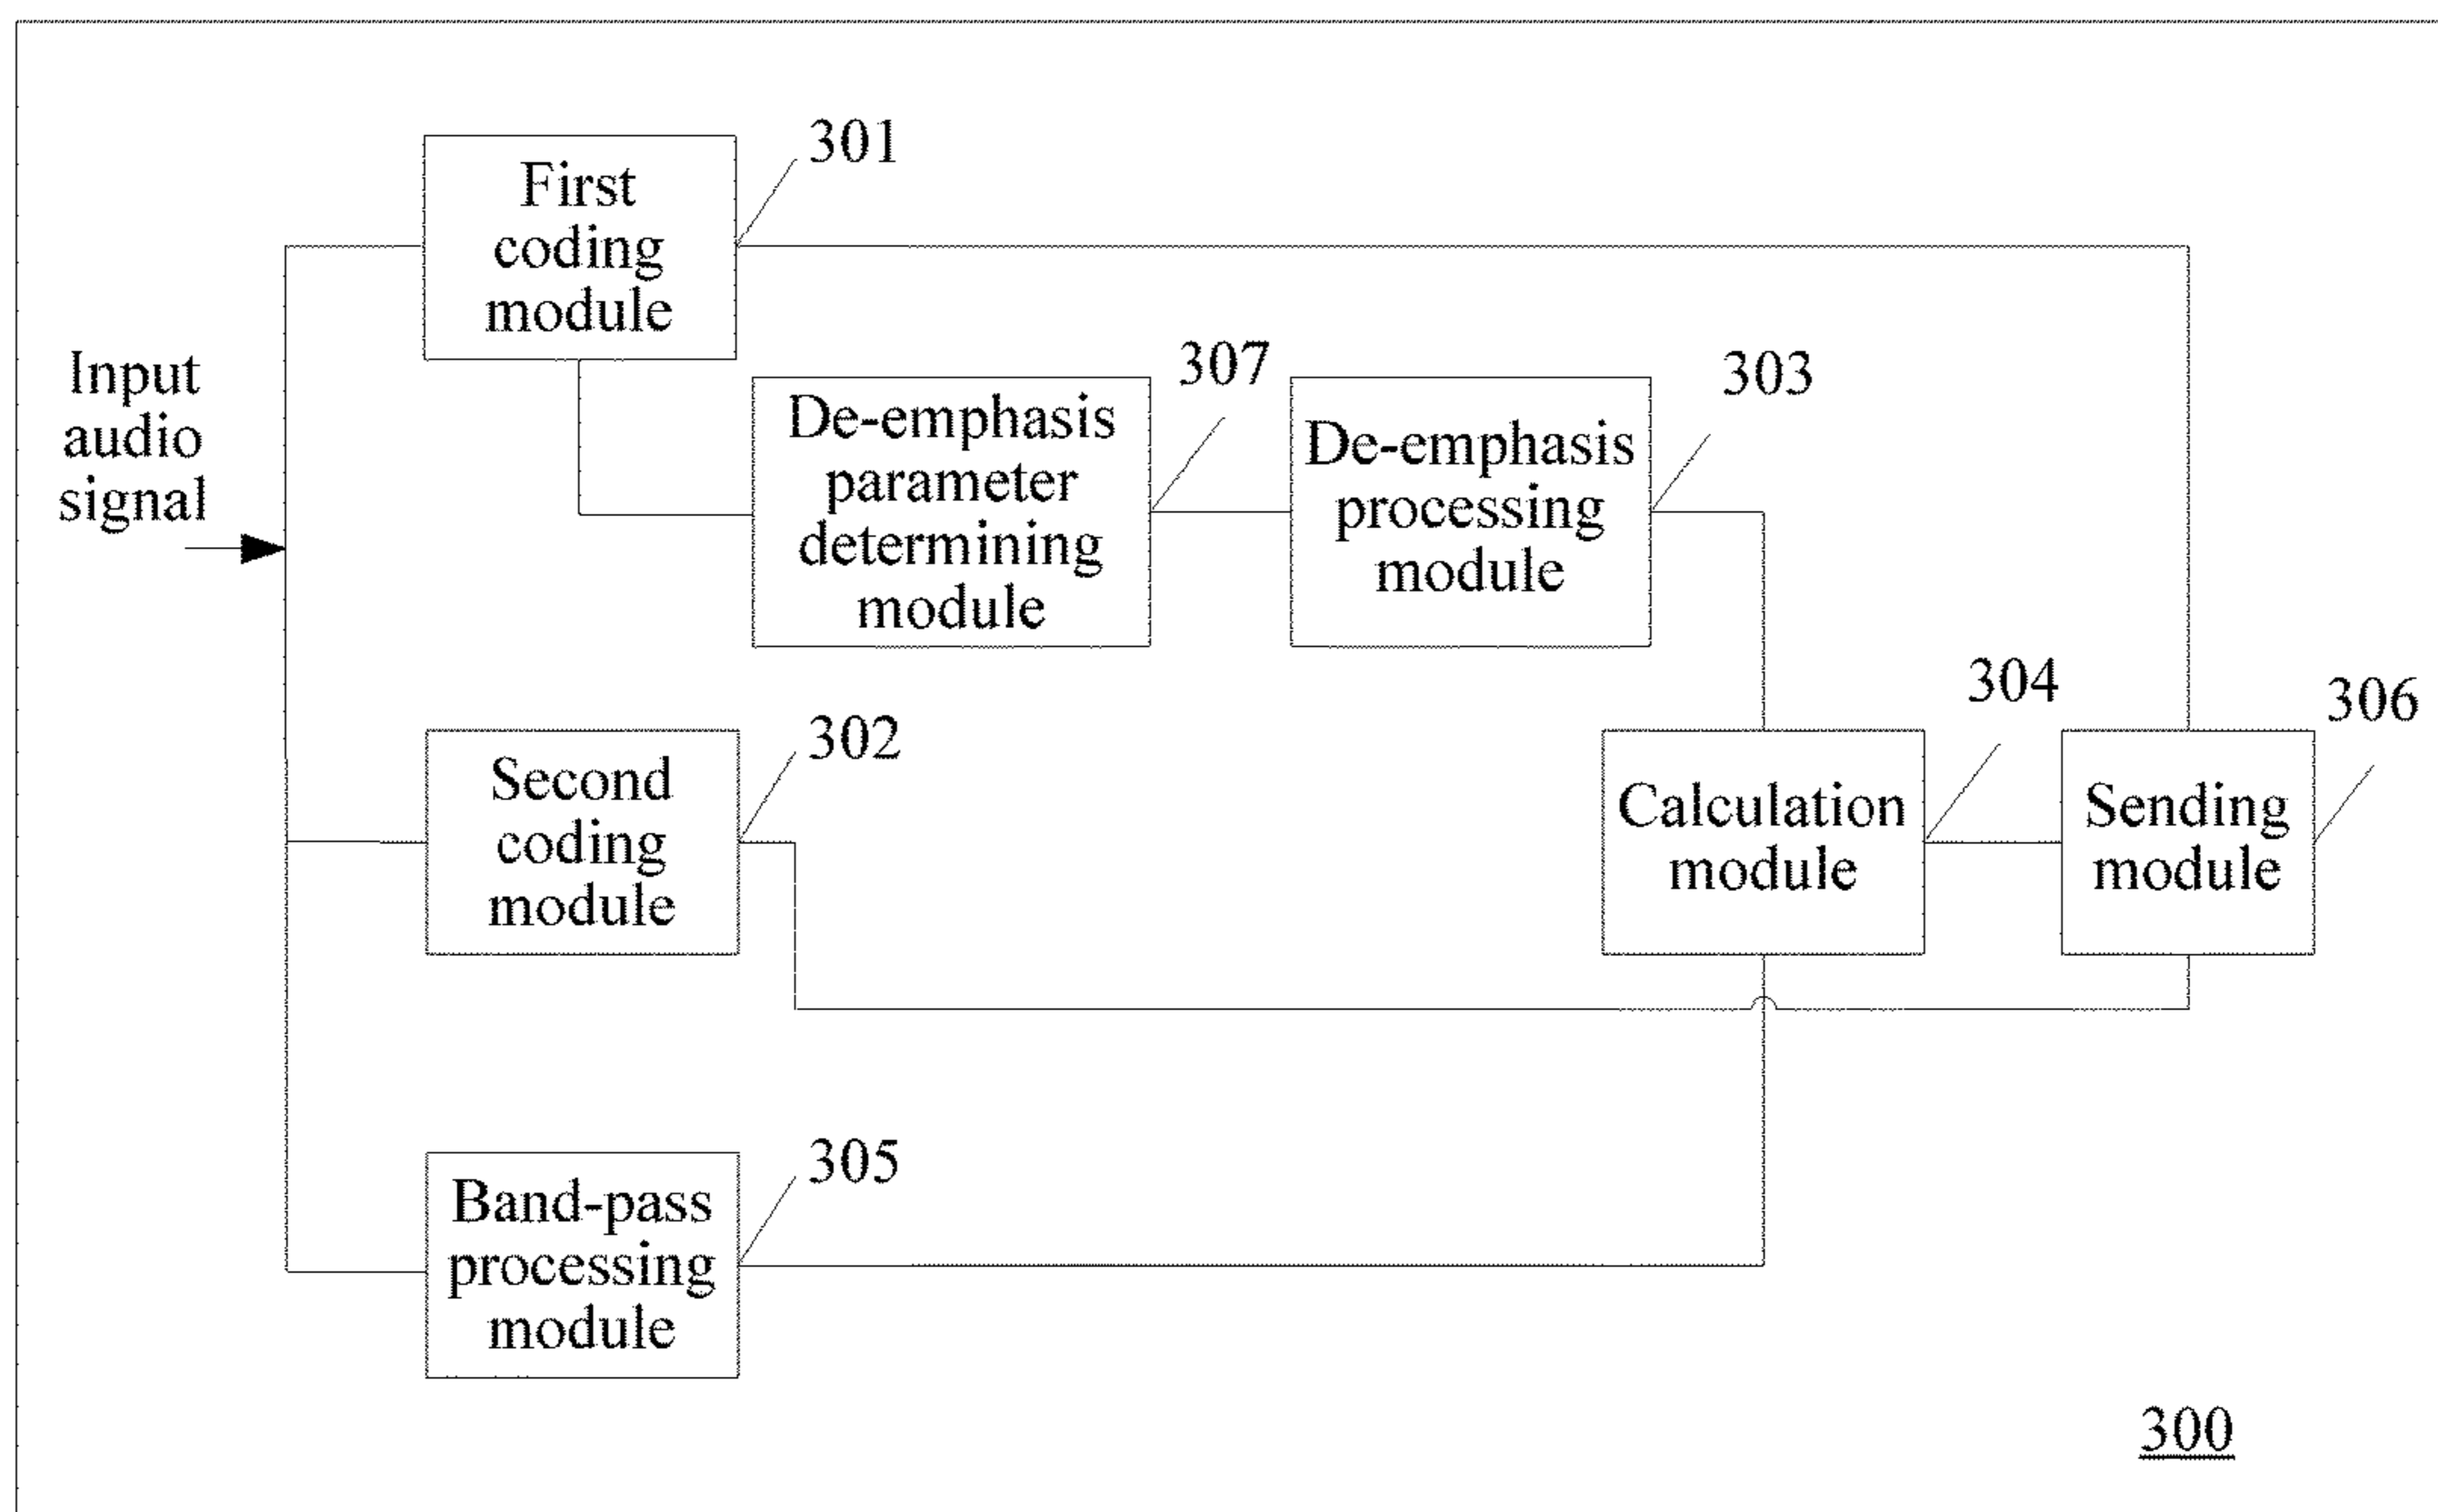 301
First
coding
module
Input
audio
signal
307
De-emphasis
parameter
determining
module
303
De-emphasis
processing
module
302
Second
coding
module
304
Calculation
module
306
Sending
module
305
Band-pass
processing
module
300